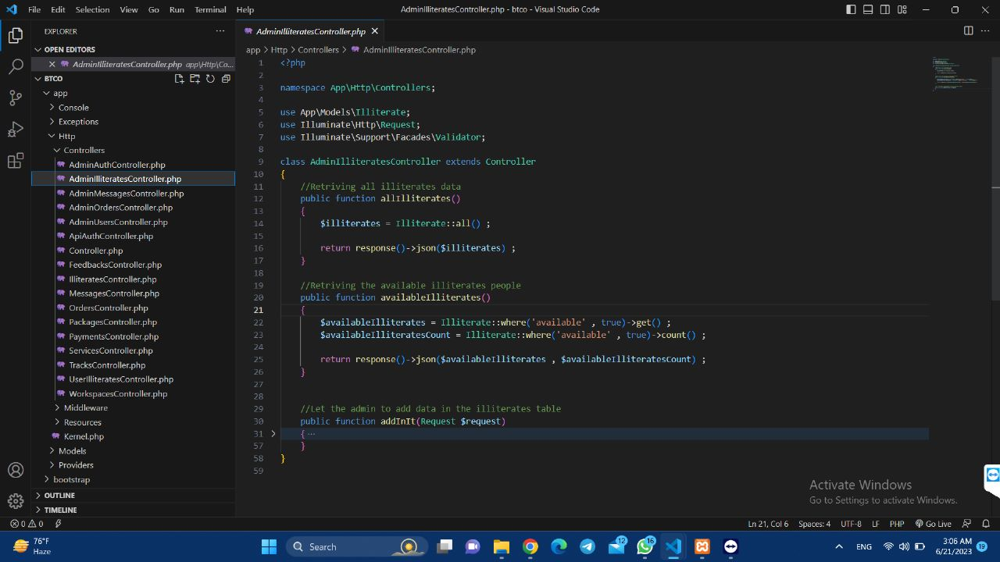 File Edit Selection View Go Run Terminal Help
AdminIlliteratesController.php - btco - Visual Studio Code
EXPLORER
OPEN EDITORS
AdminIlliteratesController.php app\Http\Co...
BTCO
app
Console
Exceptions
Http
Controllers
AdminAuthController.php
AdminIlliteratesController.php
AdminMessagesController.php
AdminOrdersController.php
AdminUsersController.php
ApiAuthController.php
Controller.php
FeedbacksController.php
IlliteratesController.php
MessagesController.php
OrdersController.php
PackagesController.php
PaymentsController.php
ServicesController.php
TracksController.php
UserIlliteratesController.php
WorkspacesController.php
Middleware
Resources
Kernel.php
Models
Providers
bootstrap
OUTLINE
TIMELINE
AdminIlliteratesController.php
app > Http > Controllers > AdminIlliteratesController.php
1 <?php
2
3 namespace App\Http\Controllers;
4
5 use App\Models\Illiterate;
6 use Illuminate\Http\Request;
7 use Illuminate\Support\Facades\Validator;
8
9 class AdminIlliteratesController extends Controller
10 {
11 //Retriving all illiterates data
12 public function allIlliterates()
13 {
14 $illiterates = Illiterate::all() ;
15
16 return response()->json($illiterates) ;
17 }
18
19 //Retriving the available illiterates people
20 public function availableIlliterates()
21 {
22 $availableIlliterates = Illiterate::where('available' , true)->get() ;
23 $availableIlliteratesCount = Illiterate::where('available' , true)->count() ;
24
25 return response()->json($availableIlliterates , $availableIlliteratesCount) ;
26 }
27
28
29 //Let the admin to add data in the illiterates table
30 public function addInIt(Request $request)
31 { ···
57 }
58 }
59
Activate Windows
Go to Settings to activate Windows.
0 0
Ln 21, Col 6 Spaces: 4 UTF-8 LF PHP Go Live
76°F
Haze
Search
12
16
ENG
3:06 AM
6/21/2023
19